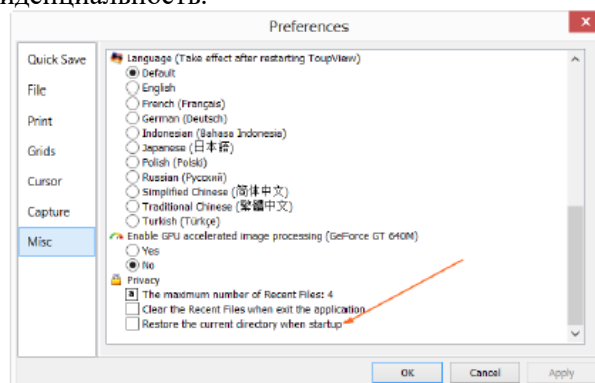 иденциальность.
Preferences
Quick Save
File
Print
Grids
Cursor
Capture
Misc
Language (Take effect after restarting ToupView)
Default
English
French (Français)
German (Deutsch)
Indonesian (Bahasa Indonesia)
Japanese (日本語)
Polish (Polski)
Russian (Русский)
Simplified Chinese (简体中文)
Traditional Chinese (繁體中文)
Turkish (Türkçe)
Enable GPU accelerated image processing (GeForce GT 640M)
Yes
No
Privacy
a The maximum number of Recent Files: 4
Clear the Recent Files when exit the application
Restore the current directory when startup
OK Cancel Apply